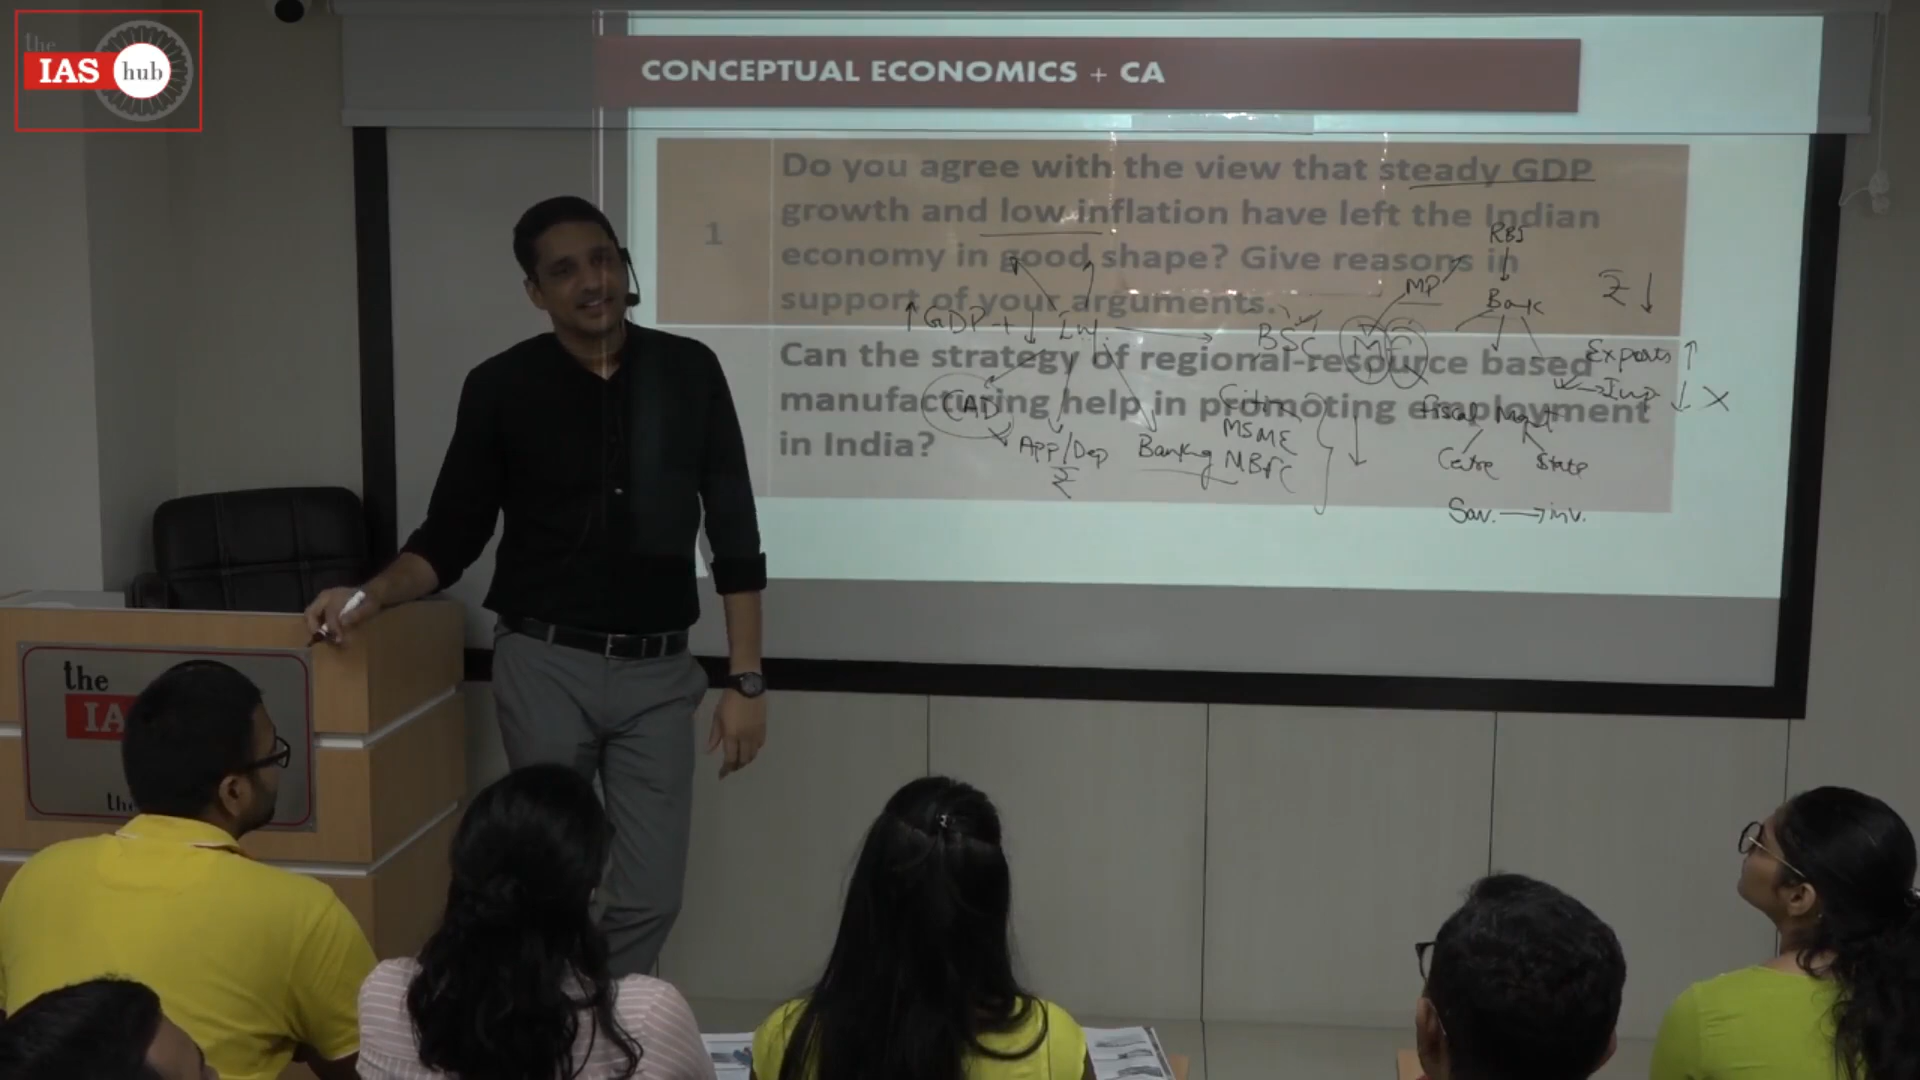 the
IAS hub
CONCEPTUAL ECONOMICS + CA
1
Do you agree with the view that steady GDP
growth and low inflation have left the Indian
economy in good shape? Give reasons in
support of your arguments.
Can the strategy of regional-resource based
manufacturing help in promoting employment
in India?
RBI
MP
Bank
₹ ↓
↑ GDP + ↓ Inf.
BSC
M
Exports ↑
Imp ↓ X
CAD
MSME
Fiscal Mgmt
App/Dep
₹
Banking
NBFC
Centre
State
Sav. → inv.
the
IA
the